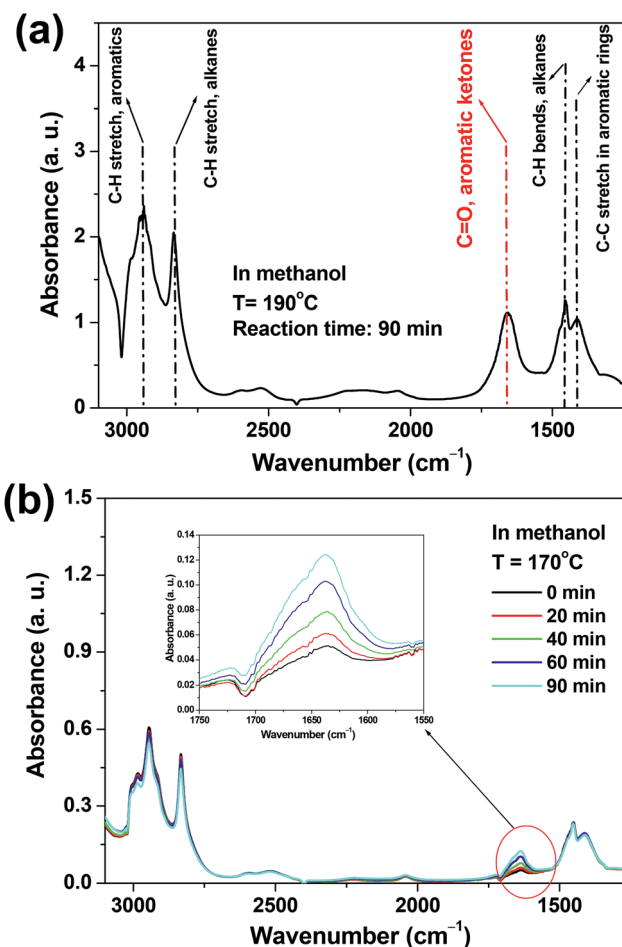 (a)
C-H stretch, aromatics
C-H stretch, alkanes
C=O, aromatic ketones
C-H bends, alkanes
C-C stretch in aromatic rings
Absorbance (a. u.)
4
3
2
1
0
In methanol
T= 190°C
Reaction time: 90 min
3000
2500
2000
1500
Wavenumber (cm⁻¹)
(b)
Absorbance (a. u.)
1.5
1.2
0.9
0.6
0.3
0.0
Absorbance (a. u.)
0.14
0.12
0.10
0.08
0.06
0.04
0.02
0.00
1750
1700
1650
1600
1550
Wavenumber (cm⁻¹)
In methanol
T = 170°C
0 min
20 min
40 min
60 min
90 min
3000
2500
2000
1500
Wavenumber (cm⁻¹)